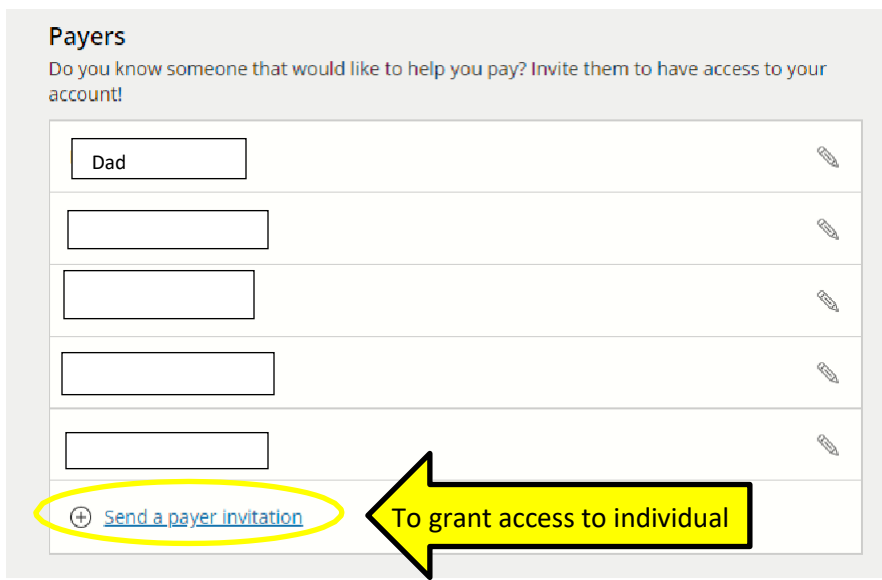 Payers
Do you know someone that would like to help you pay? Invite them to have access to your
account!
Dad
Send a payer invitation
To grant access to individual